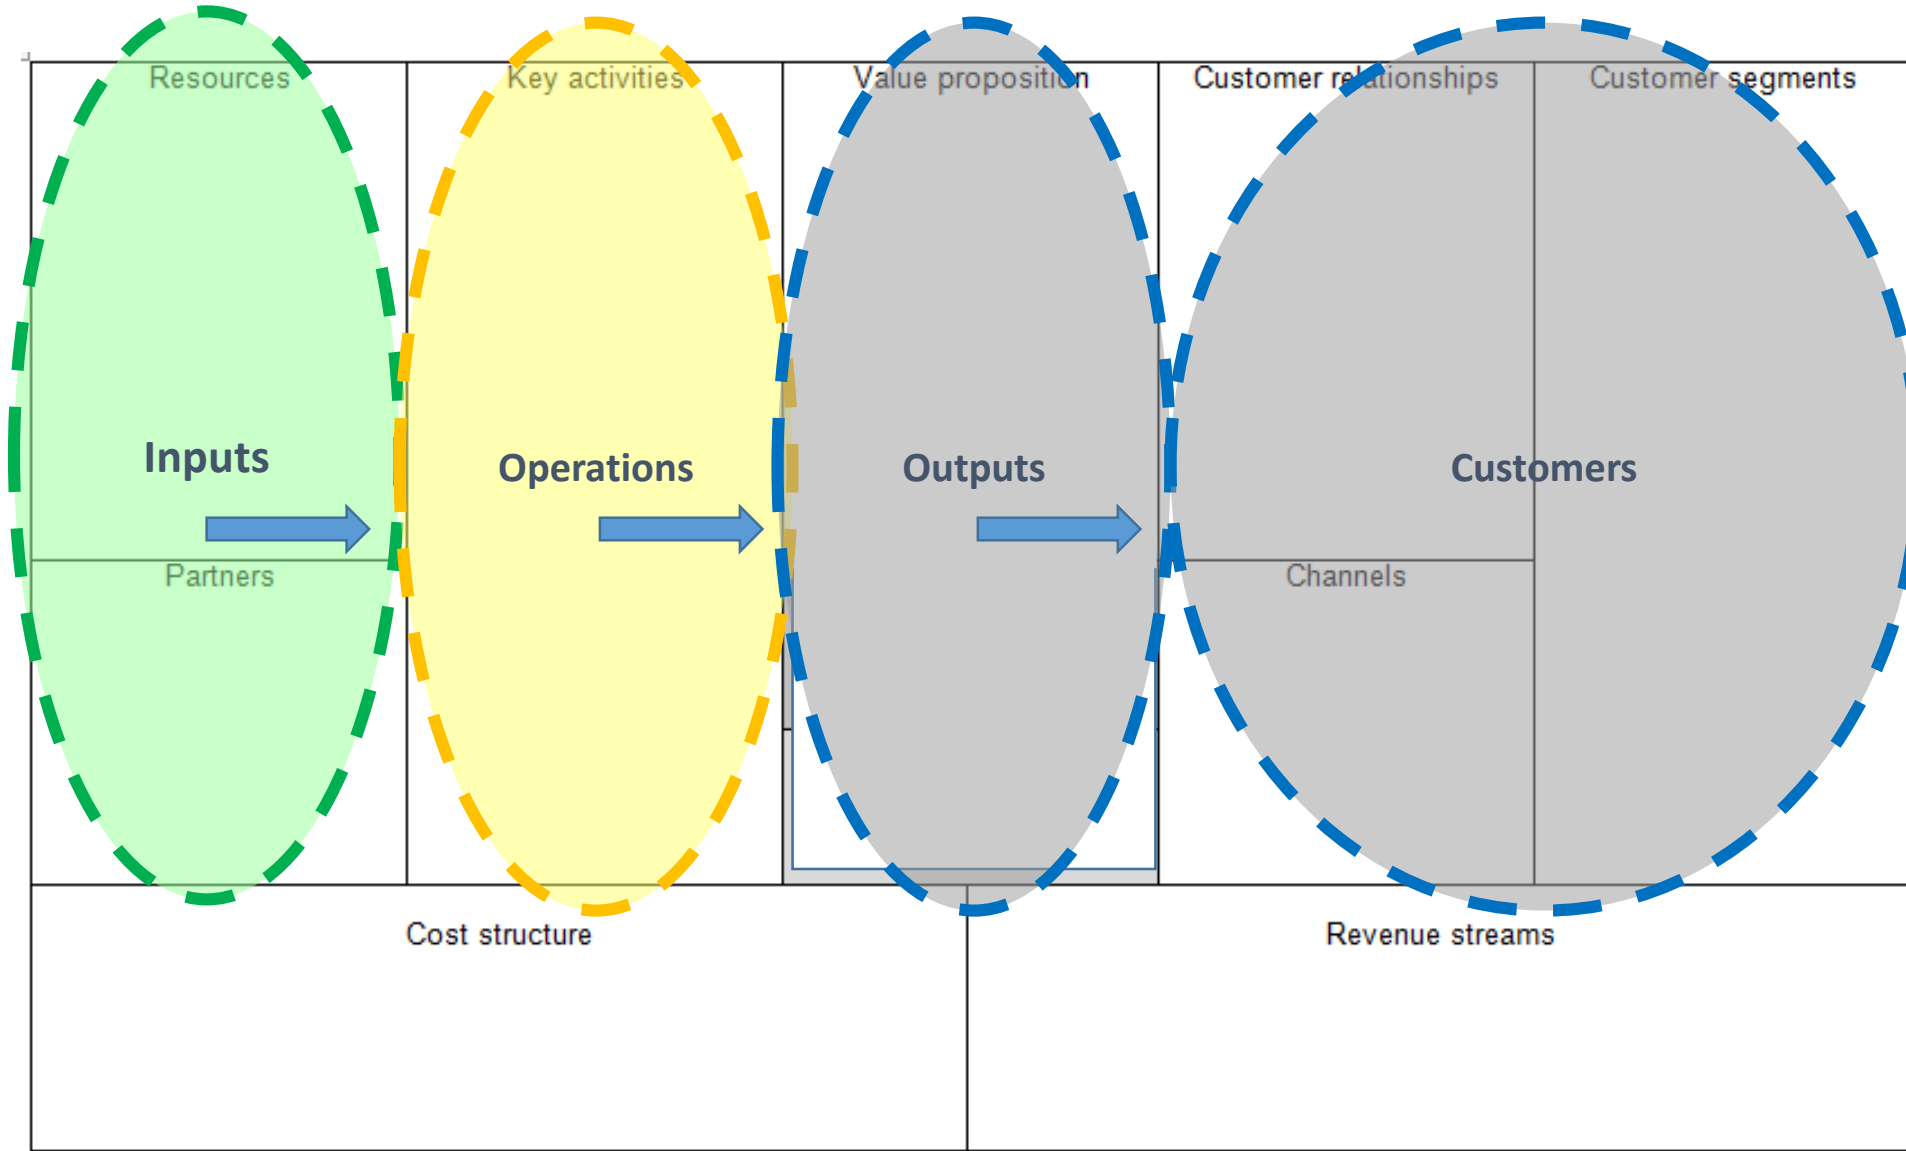 Resources
Key activities
Value proposition
Customer relationships
Customer segments
Inputs
Operations
Outputs
Customers
Partners
Channels
Cost structure
Revenue streams